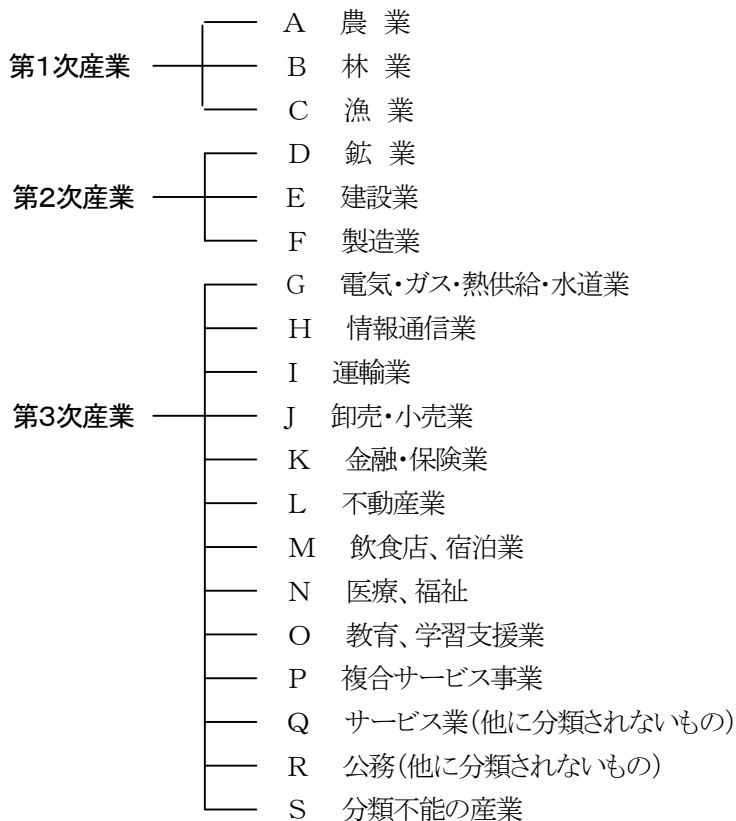 A 農 業
第1次産業 B 林 業
C 漁 業
D 鉱 業
第2次産業 E 建設業
F 製造業
G 電気・ガス・熱供給・水道業
H 情報通信業
I 運輸業
第3次産業 J 卸売・小売業
K 金融・保険業
L 不動産業
M 飲食店、宿泊業
N 医療、福祉
O 教育、学習支援業
P 複合サービス事業
Q サービス業(他に分類されないもの)
R 公務(他に分類されないもの)
S 分類不能の産業